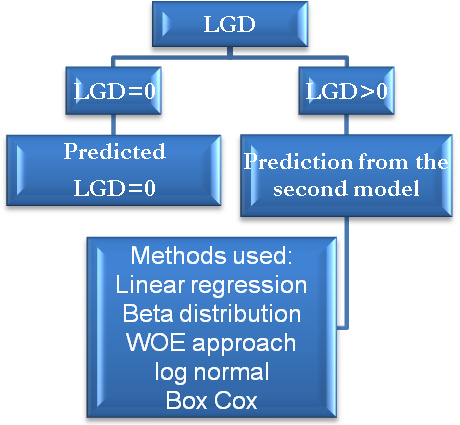 LGD
LGD=0
LGD>0
Predicted
LGD=0
Prediction from the
second model
Methods used:
Linear regression
Beta distribution
WOE approach
log normal
Box Cox